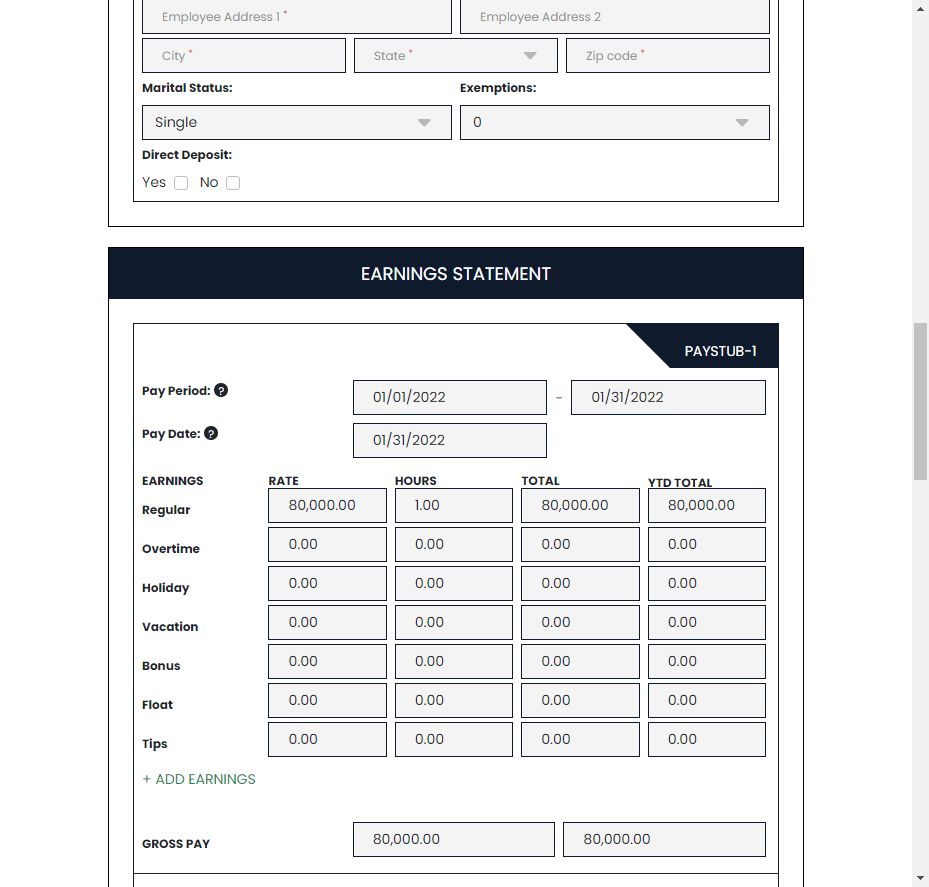 Employee Address 1 * Employee Address 2
City * State * Zip code *
Marital Status: Exemptions:
Single 0
Direct Deposit:
Yes No
EARNINGS STATEMENT
PAYSTUB-1
Pay Period: ? 01/01/2022 - 01/31/2022
Pay Date: ? 01/31/2022
EARNINGS RATE HOURS TOTAL YTD TOTAL
Regular 80,000.00 1.00 80,000.00 80,000.00
Overtime 0.00 0.00 0.00 0.00
Holiday 0.00 0.00 0.00 0.00
Vacation 0.00 0.00 0.00 0.00
Bonus 0.00 0.00 0.00 0.00
Float 0.00 0.00 0.00 0.00
Tips 0.00 0.00 0.00 0.00
+ ADD EARNINGS
GROSS PAY 80,000.00 80,000.00